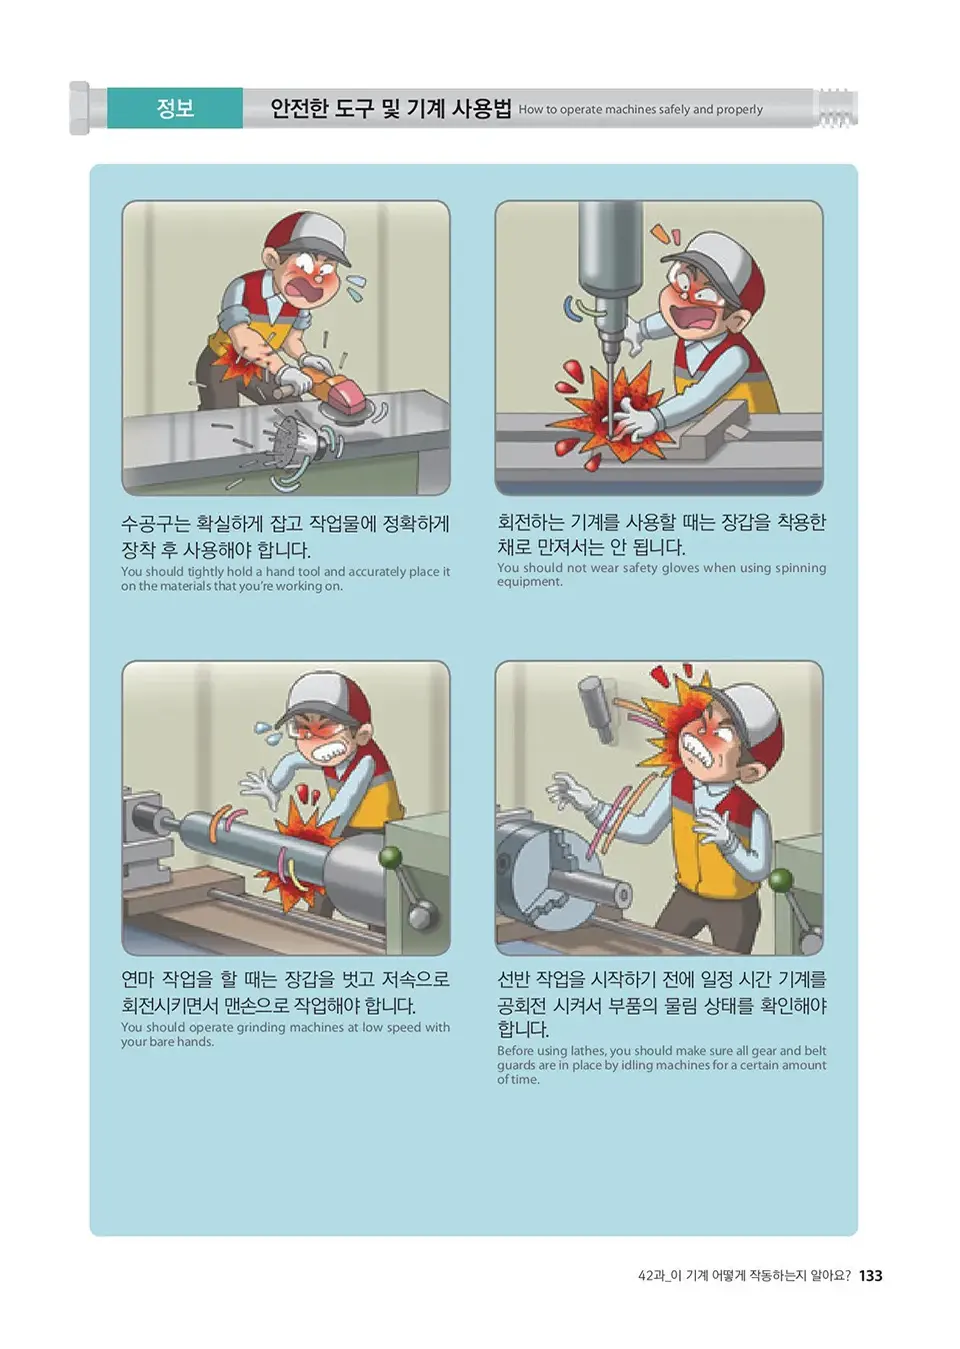 정보
안전한 도구 및 기계 사용법 How to operate machines safely and properly
수공구는 확실하게 잡고 작업물에 정확하게
장착 후 사용해야 합니다.
You should tightly hold a hand tool and accurately place it
on the materials that you're working on.
회전하는 기계를 사용할 때는 장갑을 착용한
채로 만져서는 안 됩니다.
You should not wear safety gloves when using spinning
equipment.
연마 작업을 할 때는 장갑을 벗고 저속으로
회전시키면서 맨손으로 작업해야 합니다.
You should operate grinding machines at low speed with
your bare hands.
선반 작업을 시작하기 전에 일정 시간 기계를
공회전 시켜서 부품의 물림 상태를 확인해야
합니다.
Before using lathes, you should make sure all gear and belt
guards are in place by idling machines for a certain amount
of time.
42과_이 기계 어떻게 작동하는지 알아요? 133